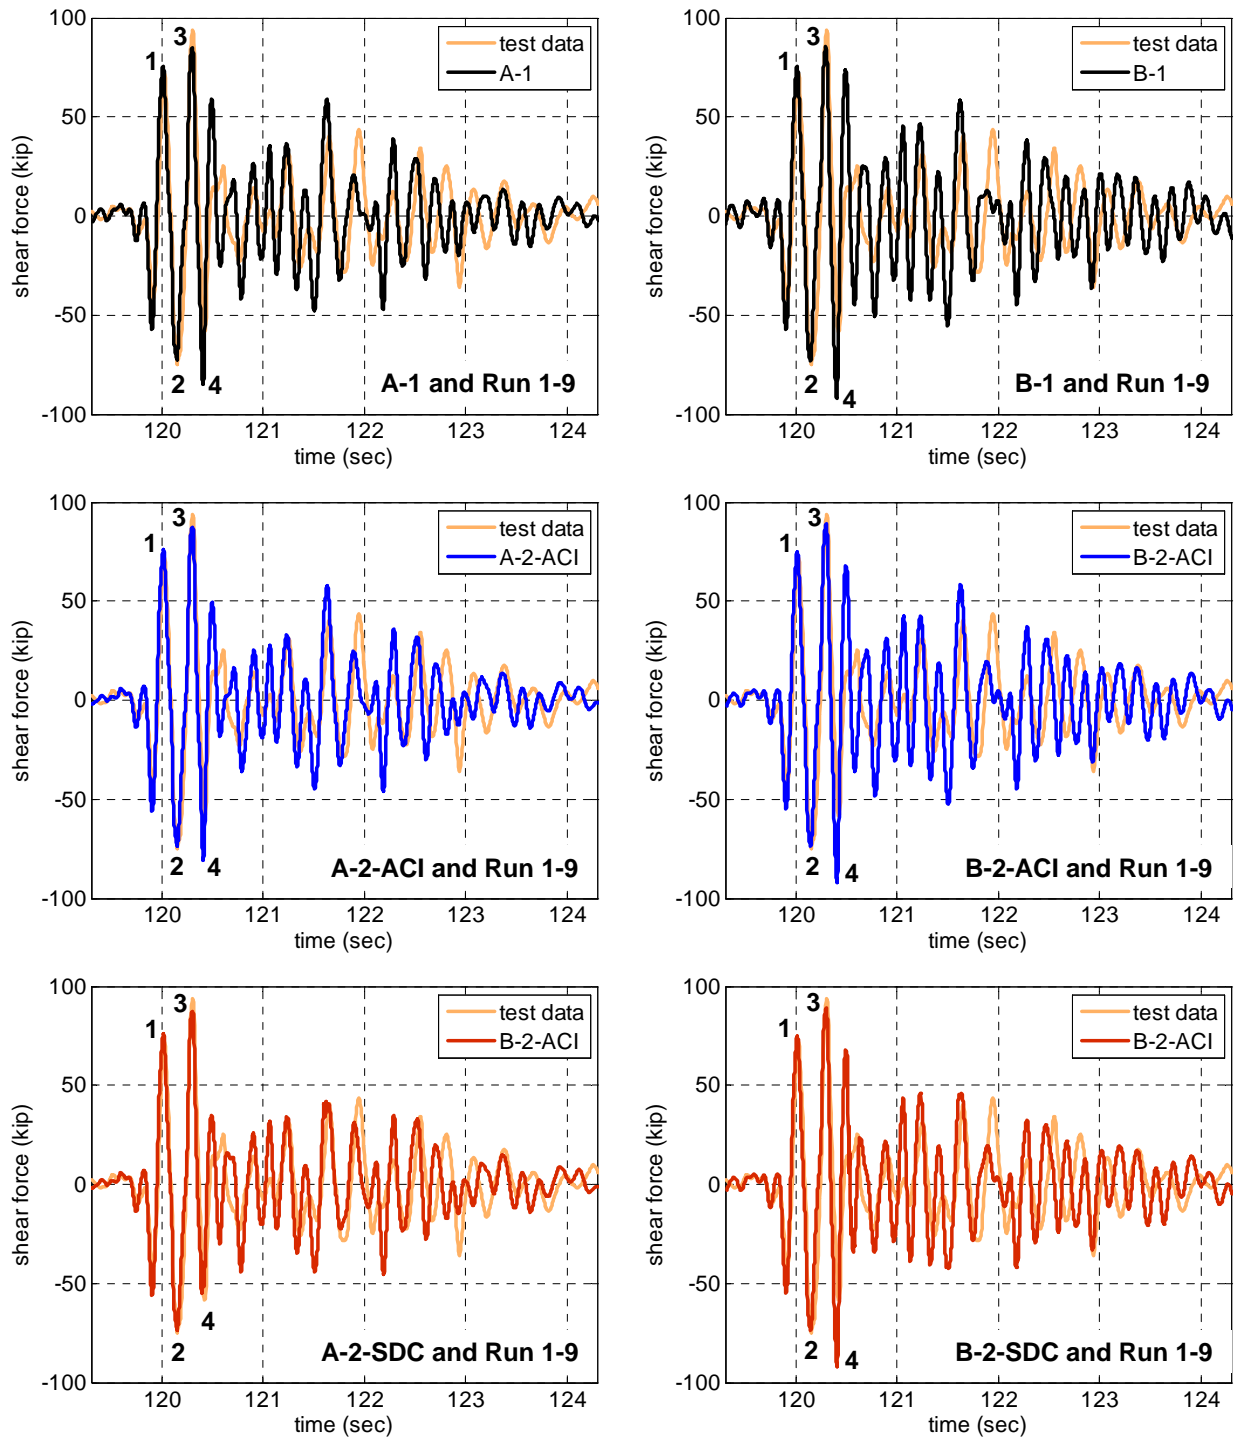 100
50
0
-50
-100
shear force (kip)
1
3
2
4
test data
A-1
A-1 and Run 1-9
120
121
122
123
124
time (sec)
100
50
0
-50
-100
shear force (kip)
1
3
2
4
test data
B-1
B-1 and Run 1-9
120
121
122
123
124
time (sec)
100
50
0
-50
-100
shear force (kip)
1
3
2
4
test data
A-2-ACI
A-2-ACI and Run 1-9
120
121
122
123
124
time (sec)
100
50
0
-50
-100
shear force (kip)
1
3
2
4
test data
B-2-ACI
B-2-ACI and Run 1-9
120
121
122
123
124
time (sec)
100
50
0
-50
-100
shear force (kip)
1
3
2
4
test data
B-2-ACI
A-2-SDC and Run 1-9
120
121
122
123
124
time (sec)
100
50
0
-50
-100
shear force (kip)
1
3
2
4
test data
B-2-ACI
B-2-SDC and Run 1-9
120
121
122
123
124
time (sec)